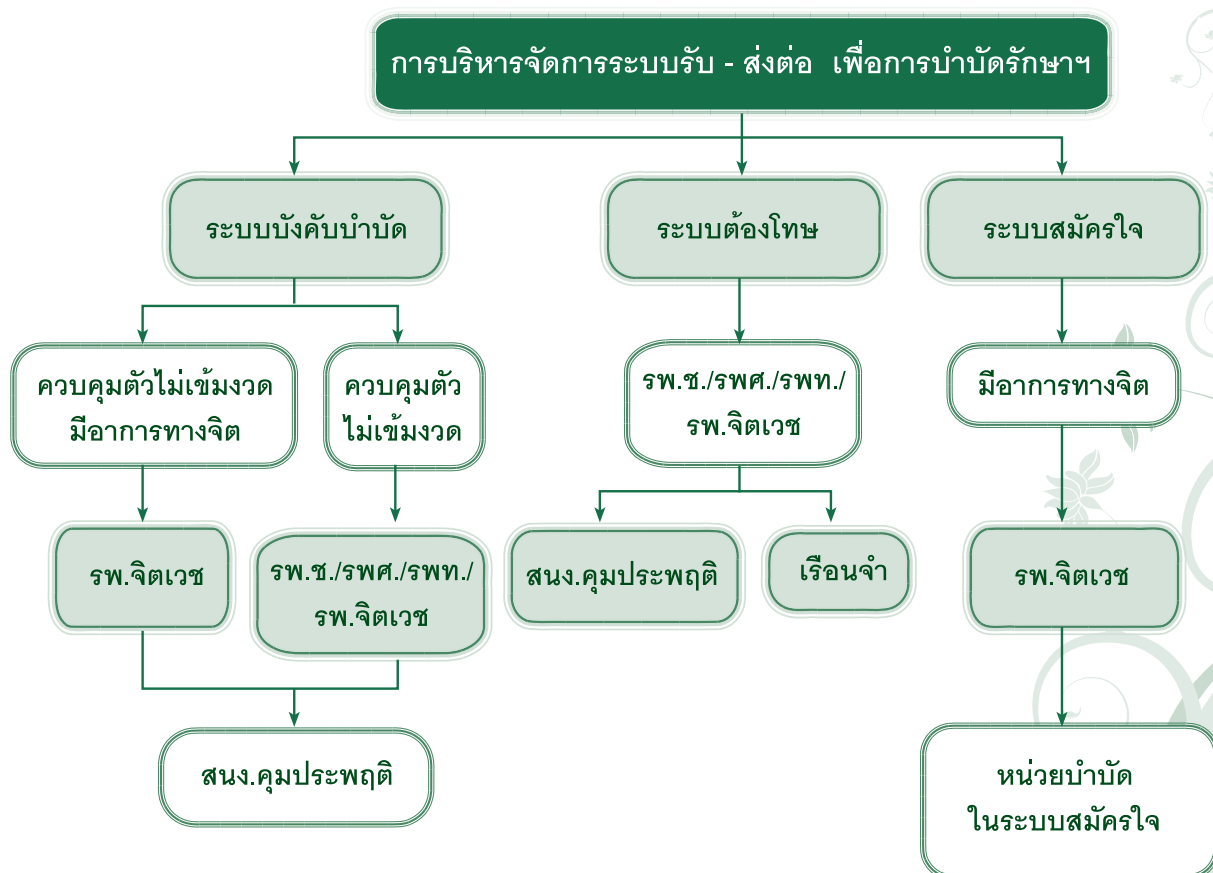 การบริหารจัดการระบบรับ - ส่งต่อ เพื่อการบำบัดรักษาฯ
ระบบบังคับบำบัด
ระบบต้องโทษ
ระบบสมัครใจ
ควบคุมตัวไม่เข้มงวด
มีอาการทางจิต
ควบคุมตัว
ไม่เข้มงวด
รพ.ช./รพศ./รพท./
รพ.จิตเวช
มีอาการทางจิต
รพ.จิตเวช
รพ.ช./รพศ./รพท./
รพ.จิตเวช
สนง.คุมประพฤติ
เรือนจำ
รพ.จิตเวช
สนง.คุมประพฤติ
หน่วยบำบัด
ในระบบสมัครใจ